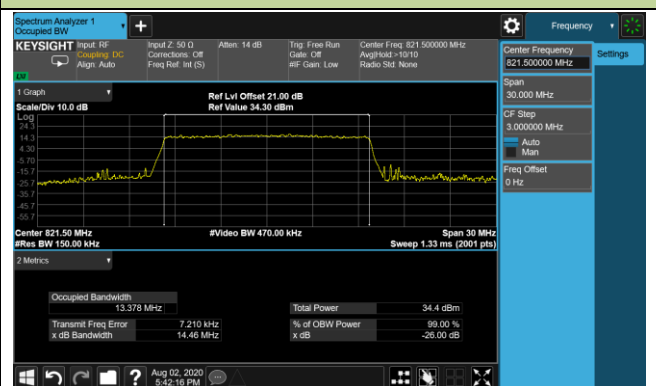 Spectrum Analyzer 1
Occupied BW
Frequency
KEYSIGHT
Input: RF
Coupling: DC
Align: Auto
Input Z: 50 Ω
Corrections: Off
Freq Ref: Int (S)
Atten: 14 dB
Trig: Free Run
Gate: Off
#IF Gain: Low
Center Freq: 821.500000 MHz
Avg|Hold:>10/10
Radio Std: None
LXI
Center Frequency
821.500000 MHz
Settings
Span
30.000 MHz
CF Step
3.000000 MHz
Auto
Man
Freq Offset
0 Hz
1 Graph
Scale/Div 10.0 dB
Ref Lvl Offset 21.00 dB
Ref Value 34.30 dBm
Log
24.3
14.3
4.30
-5.70
-15.7
-25.7
-35.7
-45.7
-55.7
Center 821.50 MHz
#Video BW 470.00 kHz
Span 30 MHz
#Res BW 150.00 kHz
Sweep 1.33 ms (2001 pts)
2 Metrics
Occupied Bandwidth
13.378 MHz
Total Power 34.4 dBm
Transmit Freq Error 7.210 kHz
% of OBW Power 99.00 %
x dB Bandwidth 14.46 MHz
x dB -26.00 dB
?
Aug 02, 2020
5:42:16 PM